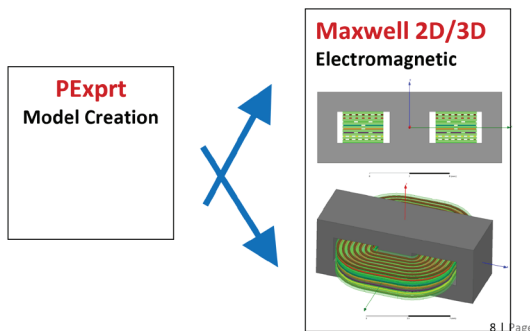 PExprt
Model Creation
Maxwell 2D/3D
Electromagnetic
8 | Page